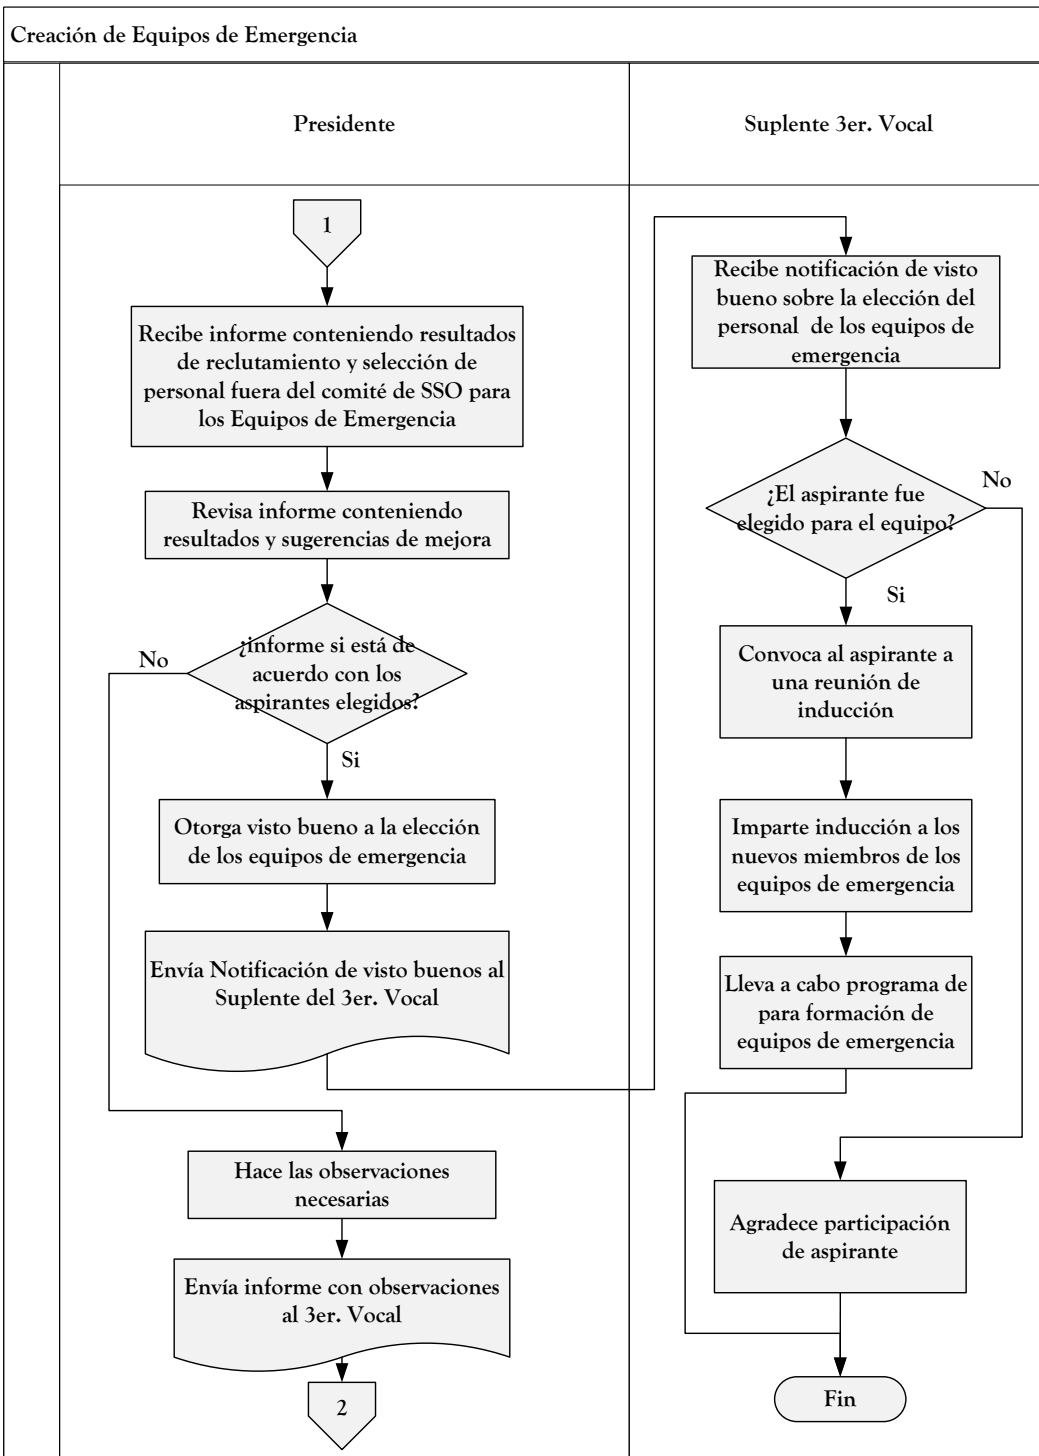 Creación de Equipos de Emergencia
Presidente
Suplente 3er. Vocal
1
Recibe informe conteniendo resultados
de reclutamiento y selección de
personal fuera del comité de SSO para
los Equipos de Emergencia
Revisa informe conteniendo
resultados y sugerencias de mejora
¿informe si está de
acuerdo con los
aspirantes elegidos?
No
Si
Otorga visto bueno a la elección
de los equipos de emergencia
Envía Notificación de visto buenos al
Suplente del 3er. Vocal
Hace las observaciones
necesarias
Envía informe con observaciones
al 3er. Vocal
2
Recibe notificación de visto
bueno sobre la elección del
personal  de los equipos de
emergencia
¿El aspirante fue
elegido para el equipo?
No
Si
Convoca al aspirante a
una reunión de
inducción
Imparte inducción a los
nuevos miembros de los
equipos de emergencia
Lleva a cabo programa de
para formación de
equipos de emergencia
Agradece participación
de aspirante
Fin